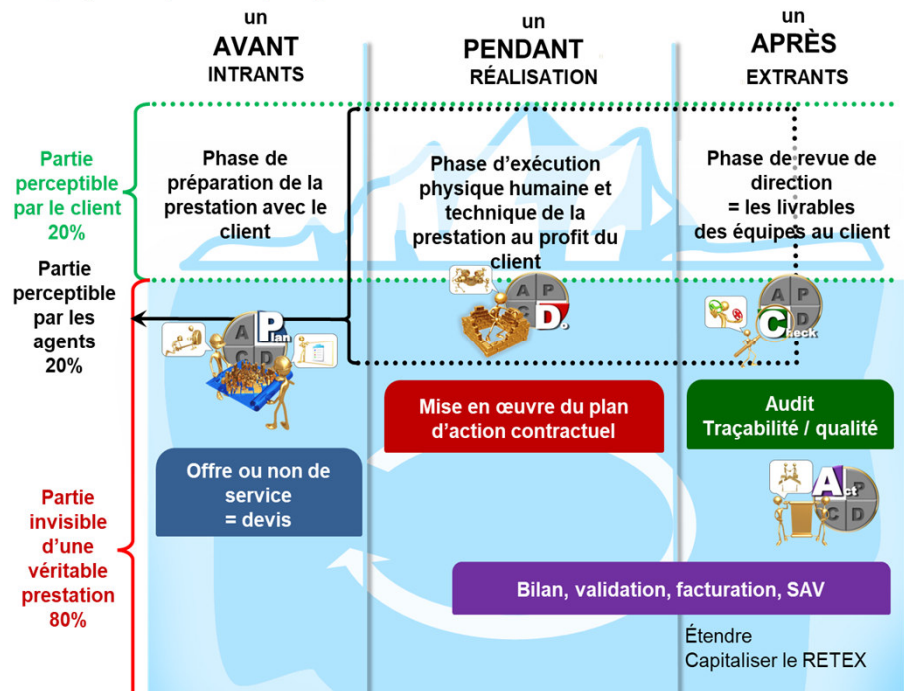 un
AVANT
INTRANTS
un
PENDANT
RÉALISATION
un
APRÈS
EXTRANTS
Partie
perceptible
par le client
20%
Phase de
préparation de la
prestation avec le
client
Phase d'exécution
physique humaine et
technique de la
prestation au profit du
client
Phase de revue de
direction
= les livrables
des équipes au client
Partie
perceptible
par les
agents
20%
A
Plan
C
D
A
P
C
Do
A
P
D
Check
Mise en œuvre du plan
d'action contractuel
Audit
Traçabilité / qualité
Offre ou non de
service
= devis
Act
P
C
D
Partie
invisible
d'une
véritable
prestation
80%
Bilan, validation, facturation, SAV
Étendre
Capitaliser le RETEX